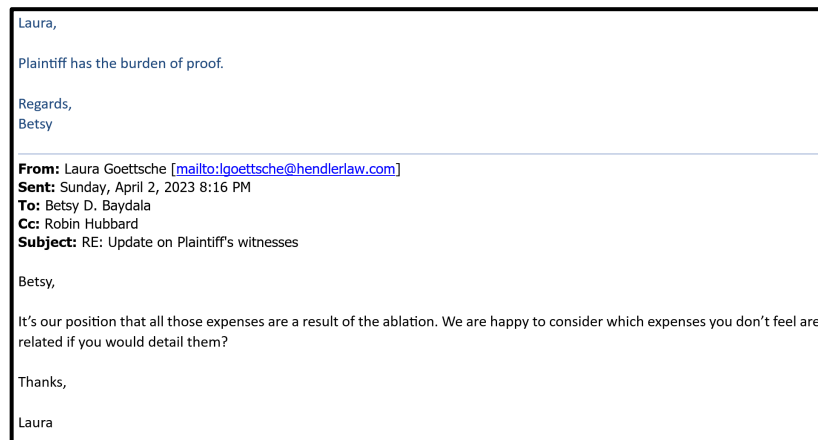 Laura,
Plaintiff has the burden of proof.
Regards,
Betsy
From: Laura Goettsche [mailto:lgoettsche@hendlerlaw.com]
Sent: Sunday, April 2, 2023 8:16 PM
To: Betsy D. Baydala
Cc: Robin Hubbard
Subject: RE: Update on Plaintiff's witnesses
Betsy,
It’s our position that all those expenses are a result of the ablation. We are happy to consider which expenses you don’t feel are
related if you would detail them?
Thanks,
Laura